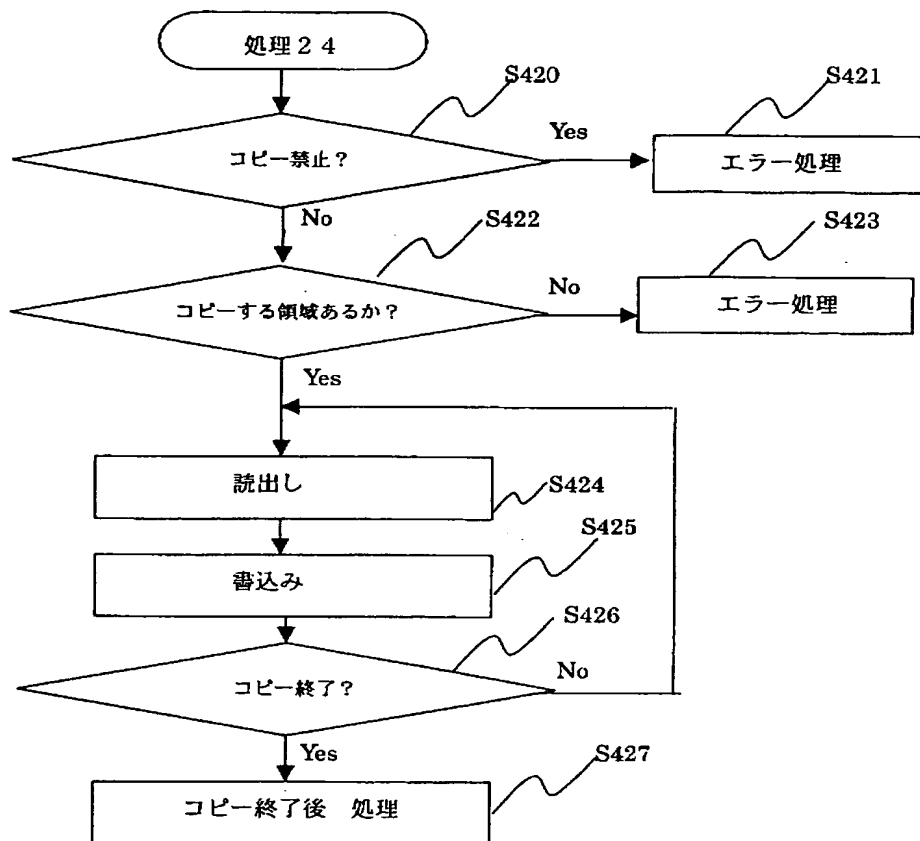 処理24
S420
S421
コピー禁止?
Yes
エラー処理
No
S422
S423
コピーする領域あるか?
No
エラー処理
Yes
読出し
S424
S425
書込み
S426
コピー終了?
No
Yes
S427
コピー終了後 処理